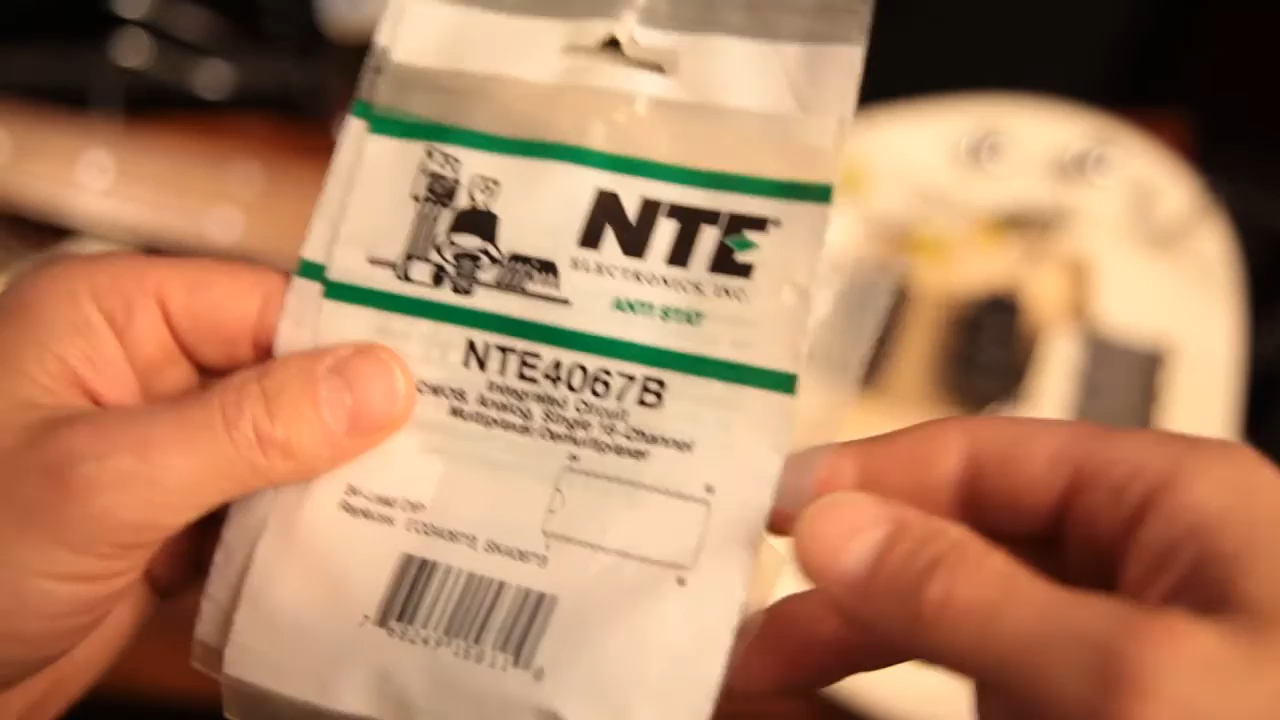 NTE
ELECTRONICS, INC.
ANTI-STAT
NTE4067B
Integrated Circuit
CMOS, Analog, Single 16-Channel
Multiplexer/Demultiplexer
24-Lead DIP